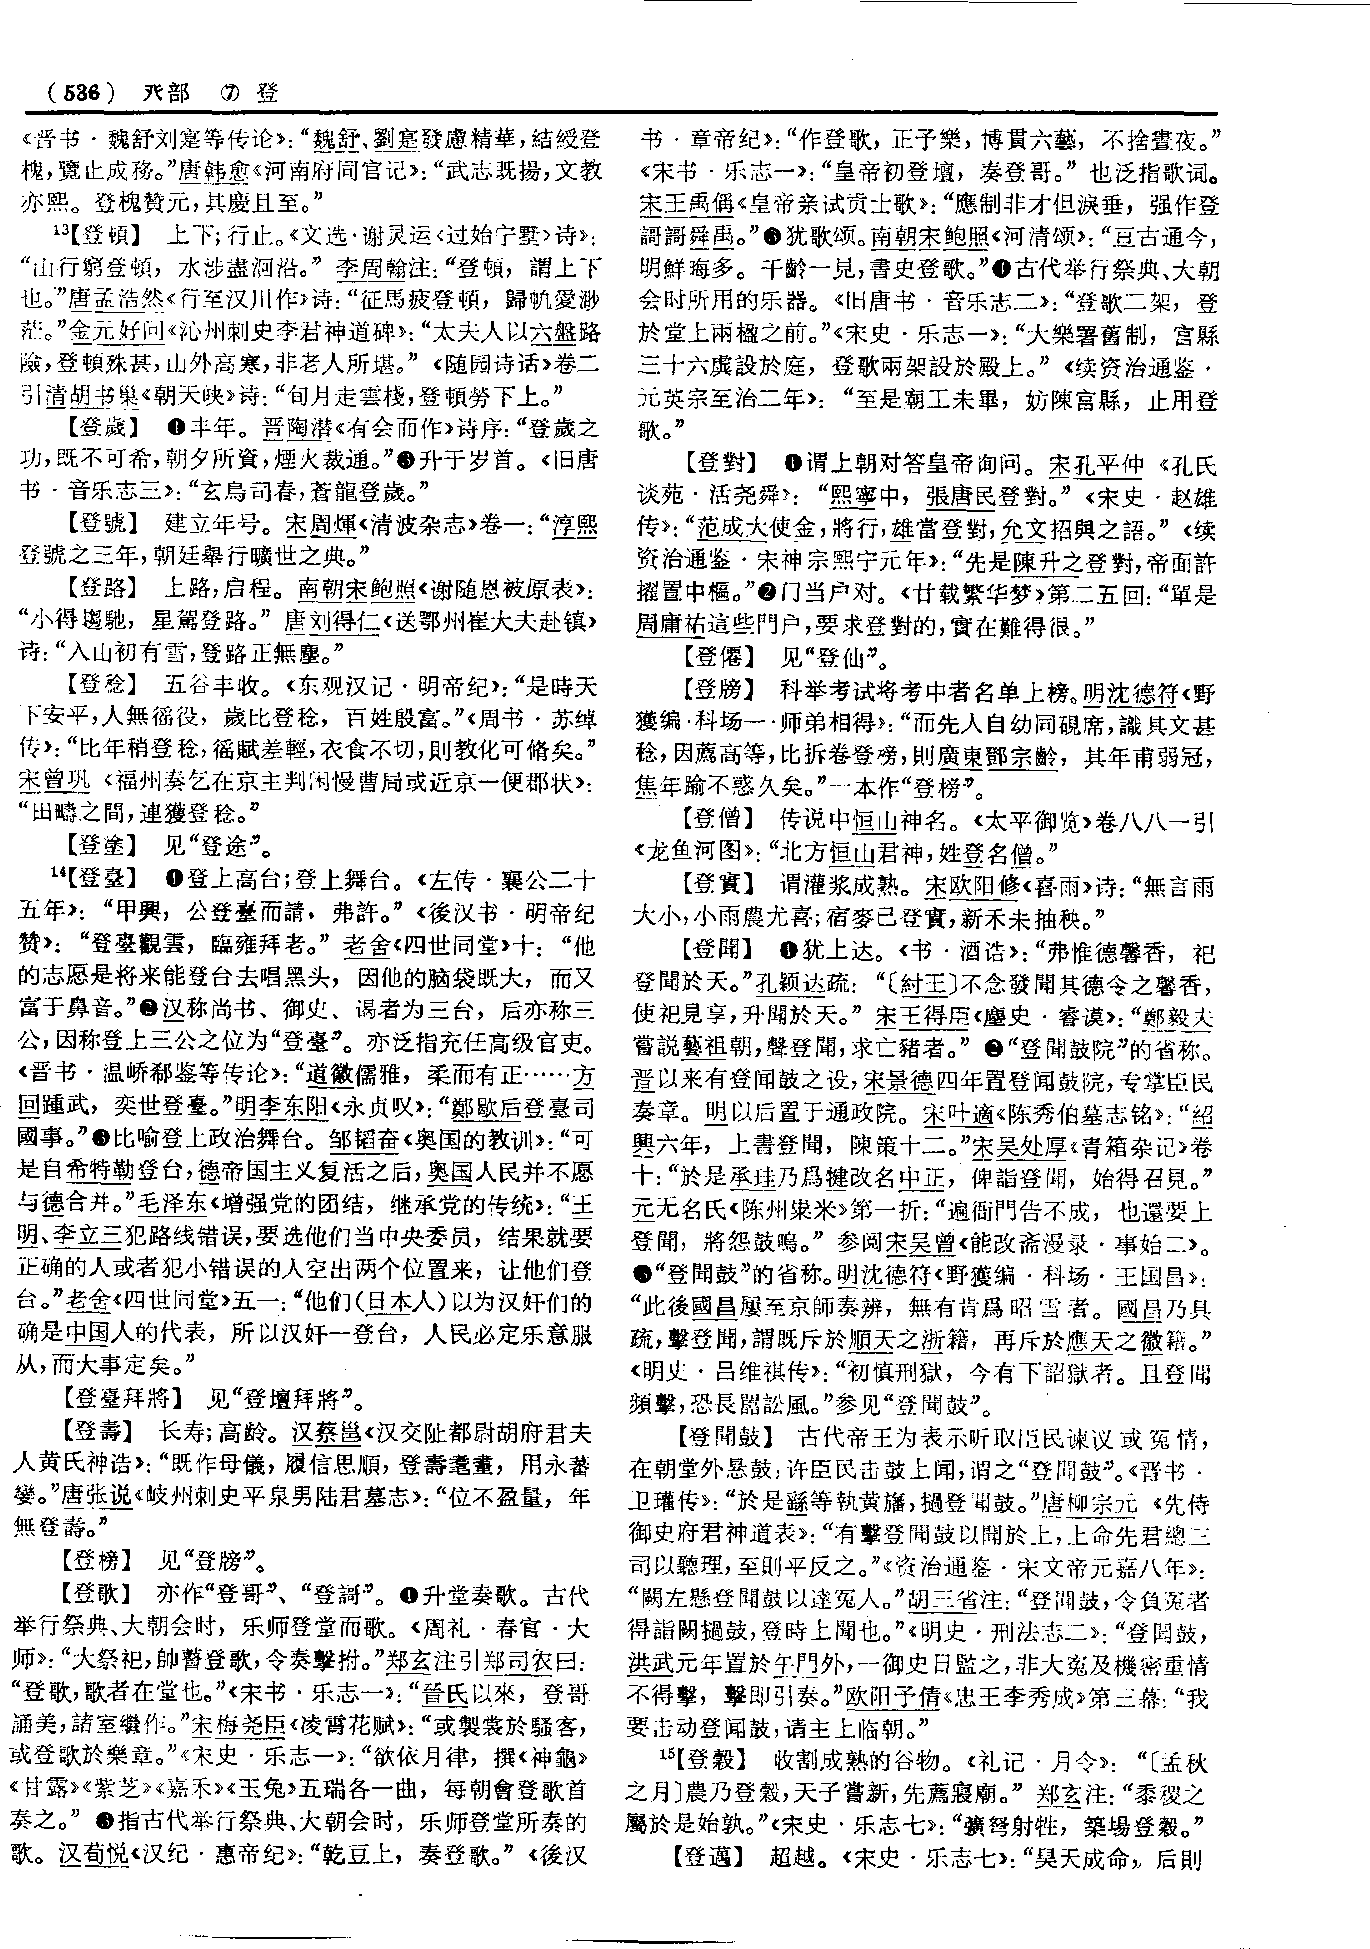 （536） 癶部 ⑦ 登
《晋书·魏舒刘寔等传论》：“魏舒、劉寔發慮精華，結綬登
槐，覽止成務。”唐韩愈《河南府同官记》：“武志既揚，文教
亦熙。登槐贊元，其慶且至。”
13【登頓】 上下；行止。《文选·谢灵运〈过始宁墅〉诗》：
“山行窮登頓，水涉盡洄沿。”李周翰注：“登頓，謂上下
也。”唐孟浩然《行至汉川作》诗：“征馬疲登頓，歸帆愛渺
茫。”金元好问《沁州刺史李君神道碑》：“太夫人以六盤路
險，登頓殊甚，山外高寒，非老人所堪。”《随园诗话》卷二
引清胡书巢《朝天峡》诗：“旬月走雲棧，登頓勞下上。”
【登歲】 ❶丰年。晋陶潜《有会而作》诗序：“登歲之
功，既不可希，朝夕所資，煙火裁通。”❷升于岁首。《旧唐
书·音乐志三》：“玄鳥司春，蒼龍登歲。”
【登號】 建立年号。宋周煇《清波杂志》卷一：“淳熙
登號之三年，朝廷舉行曠世之典。”
【登路】 上路，启程。南朝宋鲍照《谢随恩被原表》：
“小得趨馳，星駕登路。”唐刘得仁《送鄂州崔大夫赴镇》
诗：“入山初有雪，登路正無塵。”
【登稔】 五谷丰收。《东观汉记·明帝纪》：“是時天
下安平，人無徭役，歲比登稔，百姓殷富。”《周书·苏绰
传》：“比年稍登稔，徭賦差輕，衣食不切，則教化可脩矣。”
宋曾巩《福州奏乞在京主判闲慢曹局或近京一便郡状》：
“田疇之間，連獲登稔。”
【登塗】 见“登途”。
14【登臺】 ❶登上高台；登上舞台。《左传·襄公二十
五年》：“甲興，公登臺而請，弗許。”《後汉书·明帝纪
赞》：“登臺觀雲，臨雍拜老。”老舍《四世同堂》十：“他
的志愿是将来能登台去唱黑头，因他的脑袋既大，而又
富于鼻音。”❷汉称尚书、御史、谒者为三台，后亦称三
公，因称登上三公之位为“登臺”。亦泛指充任高级官吏。
《晋书·温峤郗鉴等传论》：“道徽儒雅，柔而有正……方
回踵武，奕世登臺。”明李东阳《永贞叹》：“鄭歇后登臺司
國事。”❸比喻登上政治舞台。邹韬奋《奥国的教训》：“可
是自希特勒登台，德帝国主义复活之后，奥国人民并不愿
与德合并。”毛泽东《增强党的团结，继承党的传统》：“王
明、李立三犯路线错误，要选他们当中央委员，结果就要
正确的人或者犯小错误的人空出两个位置来，让他们登
台。”老舍《四世同堂》五一：“他们（日本人）以为汉奸们的
确是中国人的代表，所以汉奸一登台，人民必定乐意服
从，而大事定矣。”
【登臺拜將】 见“登壇拜將”。
【登壽】 长寿；高龄。汉蔡邕《汉交阯都尉胡府君夫
人黄氏神诰》：“既作母儀，履信思順，登壽耄耋，用永蕃
孌。”唐张说《岐州刺史平泉男陆君墓志》：“位不盈量，年
無登壽。”
【登榜】 见“登牓”。
【登歌】 亦作“登哥”、“登謌”。❶升堂奏歌。古代
举行祭典、大朝会时，乐师登堂而歌。《周礼·春官·大
师》：“大祭祀，帥瞽登歌，令奏擊拊。”郑玄注引郑司农曰：
“登歌，歌者在堂也。”《宋书·乐志一》：“晉氏以來，登哥
誦美，諸室繼作。”宋梅尧臣《凌霄花赋》：“或製裳於騷客，
或登歌於樂章。”《宋史·乐志一》：“欲依月律，撰《神龜》
《甘露》《紫芝》《嘉禾》《玉兔》五瑞各一曲，每朝會登歌首
奏之。”❷指古代举行祭典、大朝会时，乐师登堂所奏的
歌。汉荀悦《汉纪·惠帝纪》：“乾豆上，奏登歌。”《後汉
书·章帝纪》：“作登歌，正予樂，博貫六藝，不捨晝夜。”
《宋书·乐志一》：“皇帝初登壇，奏登哥。”也泛指歌词。
宋王禹偁《皇帝亲试贡士歌》：“應制非才但淚垂，强作登
謌謌舜禹。”❸犹歌颂。南朝宋鲍照《河清颂》：“亘古通今，
明鮮晦多。千齡一見，書史登歌。”❹古代举行祭典、大朝
会时所用的乐器。《旧唐书·音乐志二》：“登歌二架，登
於堂上兩楹之前。”《宋史·乐志一》：“大樂署舊制，宫縣
三十六虡設於庭，登歌兩架設於殿上。”《续资治通鉴·
元英宗至治二年》：“至是廟工未畢，妨陳宫縣，止用登
歌。”
【登對】 ❶谓上朝对答皇帝询问。宋孔平仲《孔氏
谈苑·活尧舜》：“熙寧中，張唐民登對。”《宋史·赵雄
传》：“范成大使金，將行，雄當登對，允文招與之語。”《续
资治通鉴·宋神宗熙宁元年》：“先是陳升之登對，帝面許
擢置中樞。”❷门当户对。《廿载繁华梦》第二五回：“單是
周庸祐這些門户，要求登對的，實在難得很。”
【登僊】 见“登仙”。
【登牓】 科举考试将考中者名单上榜。明沈德符《野
獲编·科场一·师弟相得》：“而先人自幼同硯席，識其文甚
稔，因薦高等，比拆卷登榜，則廣東鄧宗齡，其年甫弱冠，
焦年踰不惑久矣。”一本作“登榜”。
【登僧】 传说中恒山神名。《太平御览》卷八八一引
《龙鱼河图》：“北方恒山君神，姓登名僧。”
【登實】 谓灌浆成熟。宋欧阳修《喜雨》诗：“無言雨
大小，小雨農尤喜；宿麥已登實，新禾未抽秧。”
【登聞】 ❶犹上达。《书·酒诰》：“弗惟德馨香，祀
登聞於天。”孔颖达疏：“〔紂王〕不念發聞其德令之馨香，
使祀見享，升聞於天。”宋王得臣《麈史·睿谟》：“鄭毅夫
嘗説藝祖朝，聲登聞，求亡豬者。”❷“登聞鼓院”的省称。
晋以来有登闻鼓之设，宋景德四年置登闻鼓院，专掌臣民
奏章。明以后置于通政院。宋叶適《陈秀伯墓志铭》：“紹
興六年，上書登聞，陳策十二。”宋吴处厚《青箱杂记》卷
十：“於是承珪乃爲揵改名中正，俾詣登聞，始得召見。”
元无名氏《陈州粜米》第一折：“遍衙門告不成，也還要上
登聞，將怨鼓鳴。”参阅宋吴曾《能改斋漫录·事始二》。
❸“登聞鼓”的省称。明沈德符《野獲编·科场·王国昌》：
“此後國昌屢至京師奏辨，無有肯爲昭雪者。國昌乃具
疏，擊登聞，謂既斥於順天之浙籍，再斥於應天之徽籍。”
《明史·吕维祺传》：“初慎刑獄，今有下詔獄者。且登聞
頻擊，恐長嚚訟風。”参见“登聞鼓”。
【登聞鼓】 古代帝王为表示听取臣民谏议或冤情，
在朝堂外悬鼓，许臣民击鼓上闻，谓之“登聞鼓”。《晋书·
卫瓘传》：“於是繇等執黄旛，撾登聞鼓。”唐柳宗元《先侍
御史府君神道表》：“有擊登聞鼓以聞於上，上命先君總三
司以聽理，至則平反之。”《资治通鉴·宋文帝元嘉八年》：
“闕左懸登聞鼓以達冤人。”胡三省注：“登聞鼓，令負冤者
得詣闕撾鼓，登時上聞也。”《明史·刑法志二》：“登聞鼓，
洪武元年置於午門外，一御史日監之，非大寃及機密重情
不得擊，擊即引奏。”欧阳予倩《忠王李秀成》第三幕：“我
要击动登闻鼓，请主上临朝。”
15【登穀】 收割成熟的谷物。《礼记·月令》：“〔孟秋
之月〕農乃登穀，天子嘗新，先薦寢廟。”郑玄注：“黍稷之
屬於是始孰。”《宋史·乐志七》：“彍弩射牲，築場登穀。”
【登邁】 超越。《宋史·乐志七》：“昊天成命，后則